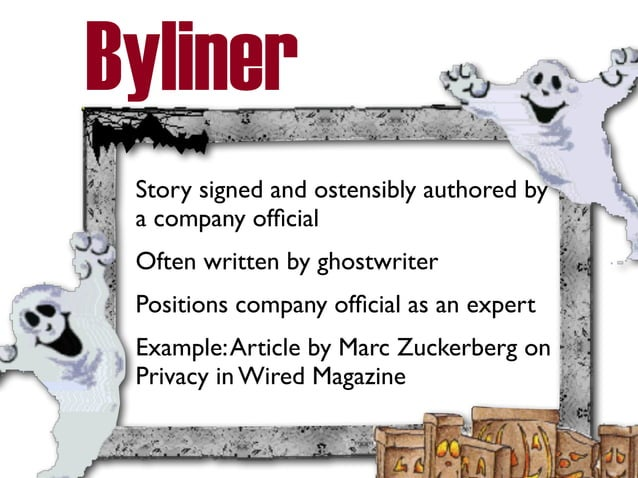 Byliner
Story signed and ostensibly authored by
a company official
Often written by ghostwriter
Positions company official as an expert
Example: Article by Marc Zuckerberg on
Privacy in Wired Magazine